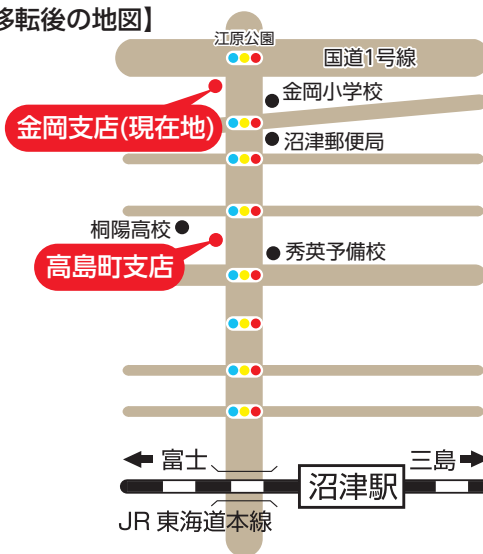 移転後の地図】
江原公園
国道1号線
金岡小学校
金岡支店(現在地)
沼津郵便局
桐陽高校
秀英予備校
高島町支店
富士
三島
沼津駅
JR 東海道本線